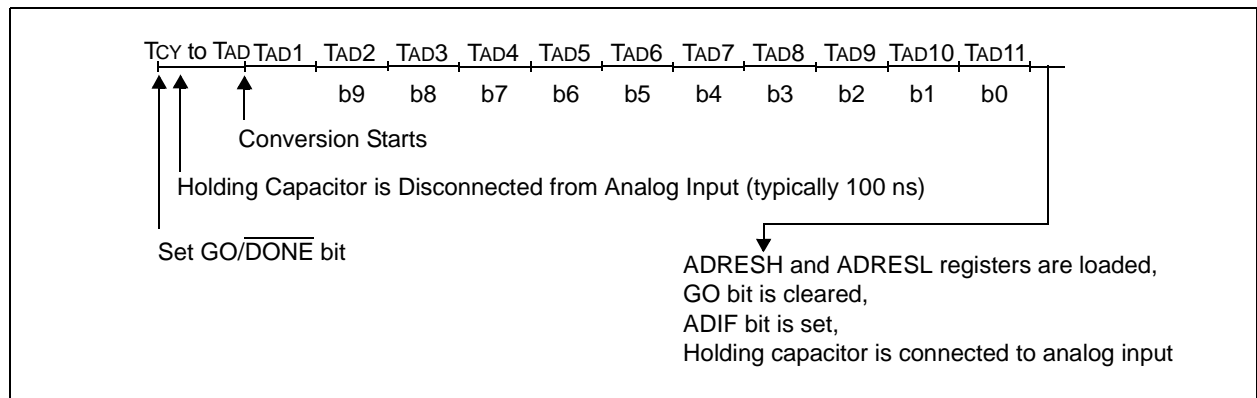 TCY to TAD TAD1 TAD2 TAD3 TAD4 TAD5 TAD6 TAD7 TAD8 TAD9 TAD10 TAD11
b9 b8 b7 b6 b5 b4 b3 b2 b1 b0
Conversion Starts
Holding Capacitor is Disconnected from Analog Input (typically 100 ns)
Set GO/DONE bit
ADRESH and ADRESL registers are loaded,
GO bit is cleared,
ADIF bit is set,
Holding capacitor is connected to analog input